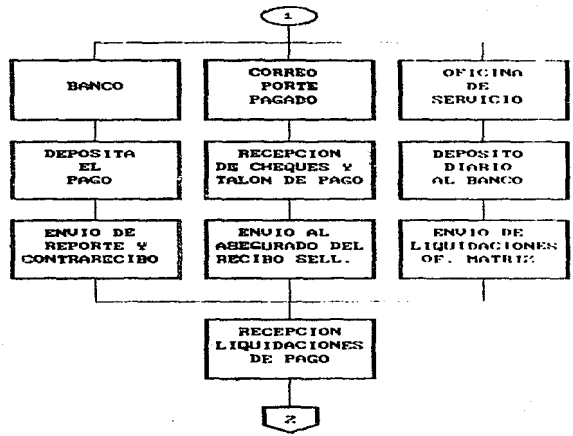 1
BANCO
CORREO
PORTE
PAGADO
OFICINA
DE
SERVICIO
DEPOSITA
EL
PAGO
RECEPCION
DE CHEQUES Y
TALON DE PAGO
DEPOSITO
DIARIO
AL BANCO
ENVIO DE
REPORTE Y
CONTRARECIBO
ENVIO AL
ASEGURADO DEL
RECIBO SELL.
ENVIO DE
LIQUIDACIONES
OF. MATRIZ
RECEPCION
LIQUIDACIONES
DE PAGO
2